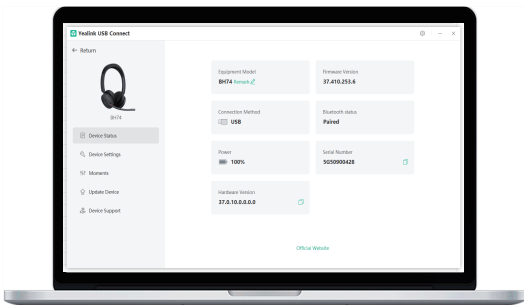 Yealink USB Connect
Return
BH74
Device Status
Device Settings
Moments
Update Device
Device Support
Equipment Model
BH74 Remark
Firmware Version
37.410.253.6
Connection Method
USB
Bluetooth status
Paired
Power
100%
Serial Number
5G50900428
Hardware Version
37.0.10.0.0.0.0
Official Website